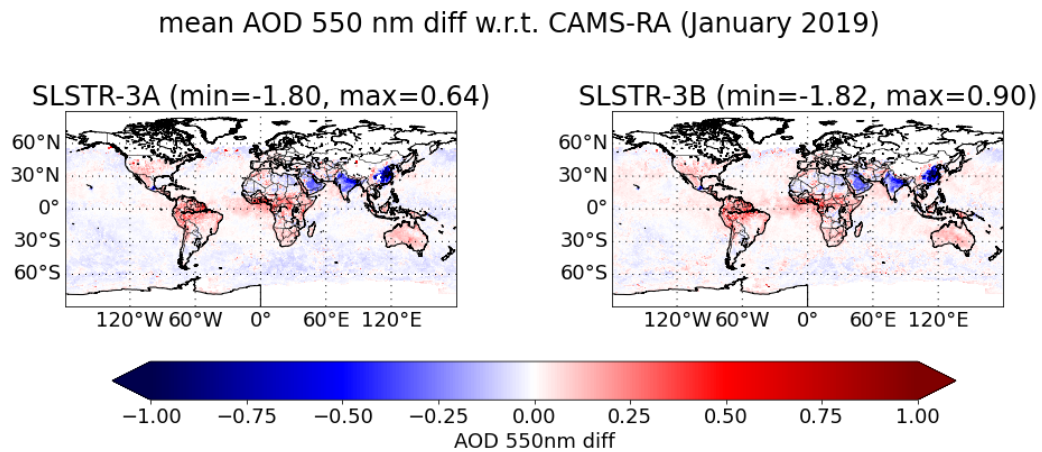 mean AOD 550 nm diff w.r.t. CAMS-RA (January 2019)
SLSTR-3A (min=-1.80, max=0.64)
SLSTR-3B (min=-1.82, max=0.90)
60°N
30°N
0°
30°S
60°S
120°W 60°W 0° 60°E 120°E
60°N
30°N
0°
30°S
60°S
120°W 60°W 0° 60°E 120°E
−1.00 −0.75 −0.50 −0.25 0.00 0.25 0.50 0.75 1.00
AOD 550nm diff